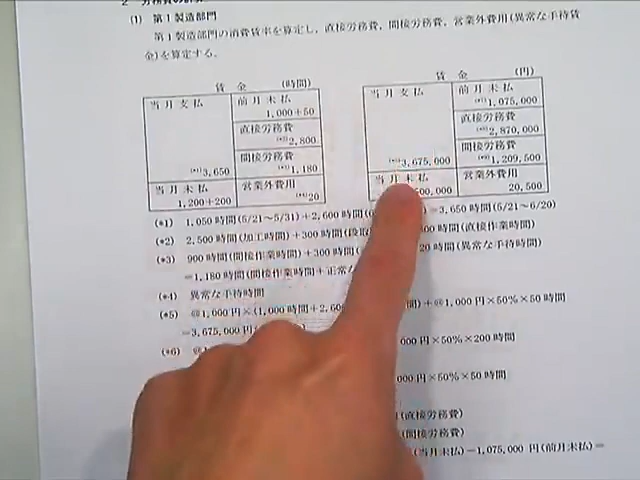 (1) 第1製造部門
第1製造部門の消費賃率を算定し、直接労務費、間接労務費、営業外費用(異常な手待賃
金)を算定する。
賃 金 (時間)
当月支払 (*1)3,650
前月未払 1,000+50
直接労務費 (*2)2,800
間接労務費 (*3)1,180
当月未払 1,200+200
営業外費用 (*4)20
賃 金 (円)
当月支払 (*5)3,675,000
前月未払 1,075,000
直接労務費 2,870,000
間接労務費 1,209,500
当月未払 500,000
営業外費用 20,500
(*1) 1,050時間(5/21~5/31)+2,600時間 =3,650時間(5/21~6/20)
(*2) 2,500時間(加工時間)+300時間(段取 00時間(直接作業時間)
(*3) 900時間(間接作業時間)+300時間 20時間(異常な手待時間)
=1,180時間(間接作業時間+正常な
(*4) 異常な手待時間
(*5) @1,000円×(1,000時間+2,60 時間)+@1,000円×50%×50時間
=3,675,000円
(*6) 000円×50%×200時間
000円×50%×50時間
(直接労務費)
(間接労務費)
(当月未払)-1,075,000円(前月未払)=